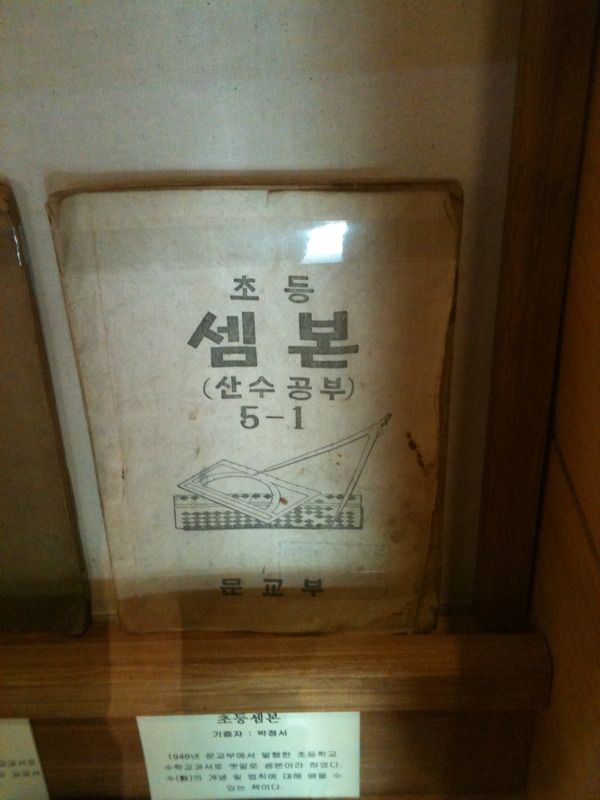 초등
셈본
(산수공부)
5-1
문교부
초등셈본
기증자 : 박정서
1946년 문교부에서 발행한 초등학교
수학교과서로 옛말로 셈본이라 하였다.
수(數)의 개념 및 법칙에 대해 배울 수
있는 책이다.